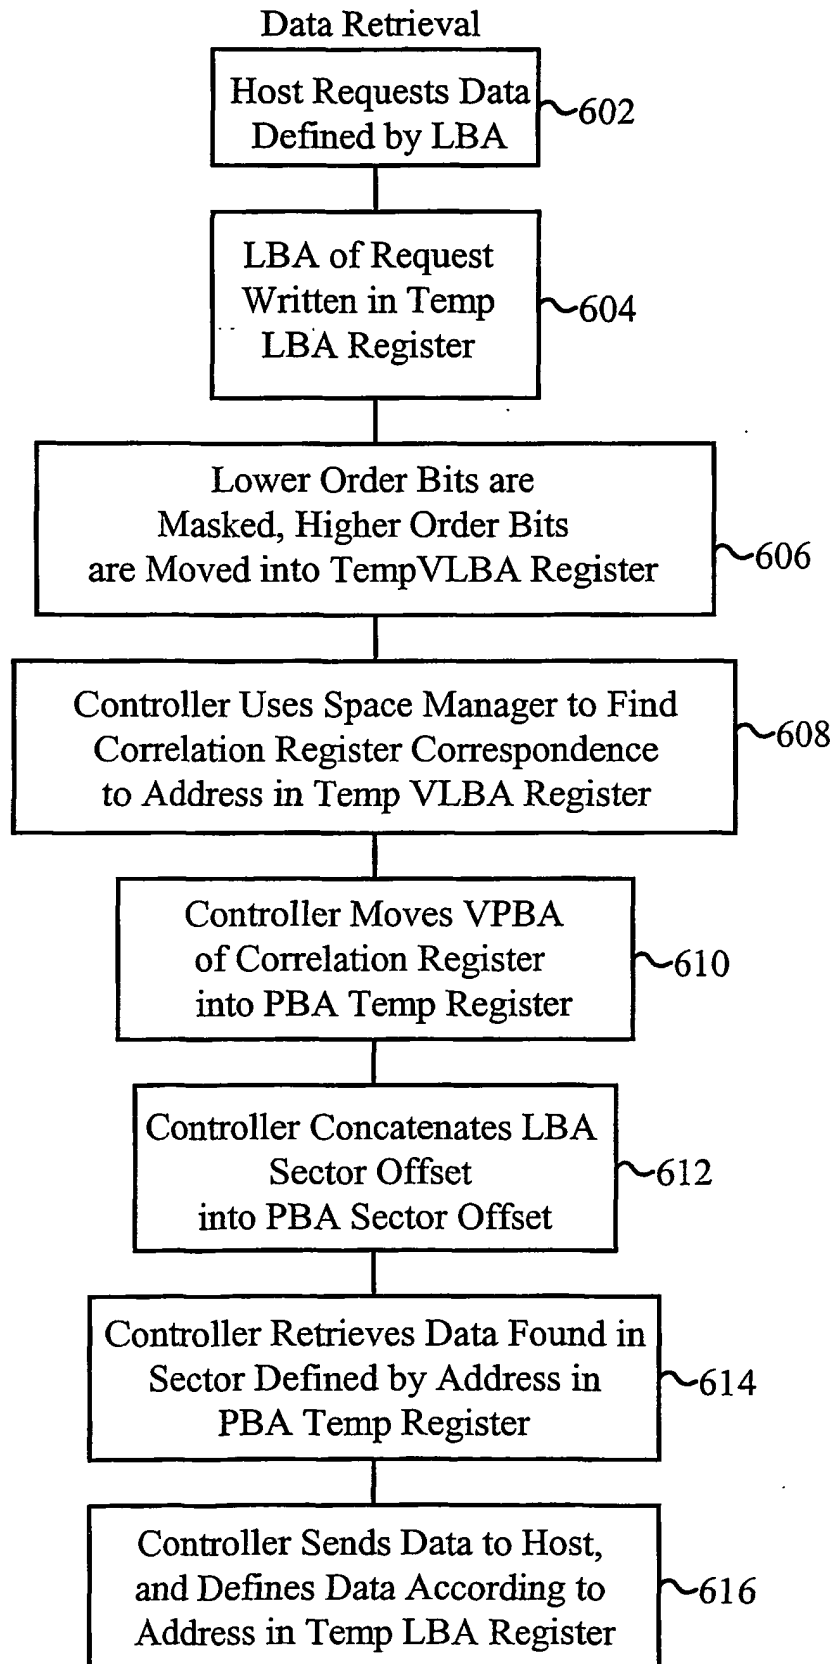 Data Retrieval
Host Requests Data
Defined by LBA
602
LBA of Request
Written in Temp
LBA Register
604
Lower Order Bits are
Masked, Higher Order Bits
are Moved into TempVLBA Register
606
Controller Uses Space Manager to Find
Correlation Register Correspondence
to Address in Temp VLBA Register
608
Controller Moves VPBA
of Correlation Register
into PBA Temp Register
610
Controller Concatenates LBA
Sector Offset
into PBA Sector Offset
612
Controller Retrieves Data Found in
Sector Defined by Address in
PBA Temp Register
614
Controller Sends Data to Host,
and Defines Data According to
Address in Temp LBA Register
616